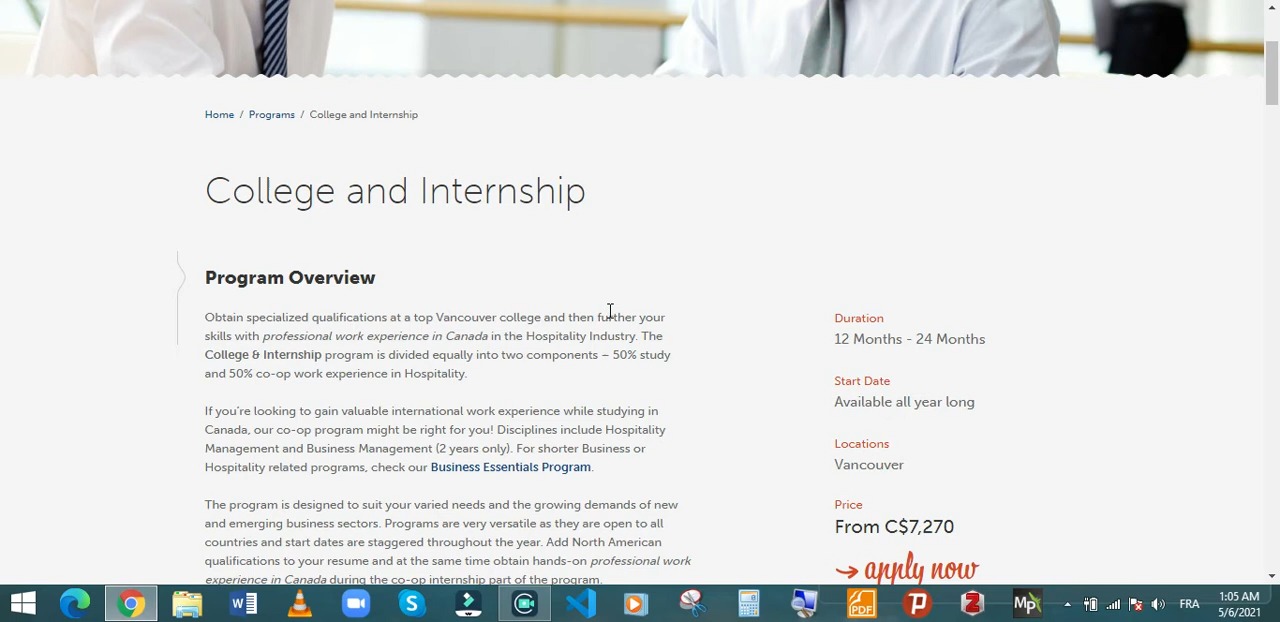 Home / Programs / College and Internship
College and Internship
Program Overview
Obtain specialized qualifications at a top Vancouver college and then further your
skills with professional work experience in Canada in the Hospitality Industry. The
College & Internship program is divided equally into two components – 50% study
and 50% co-op work experience in Hospitality.
If you're looking to gain valuable international work experience while studying in
Canada, our co-op program might be right for you! Disciplines include Hospitality
Management and Business Management (2 years only). For shorter Business or
Hospitality related programs, check our Business Essentials Program.
The program is designed to suit your varied needs and the growing demands of new
and emerging business sectors. Programs are very versatile as they are open to all
countries and start dates are staggered throughout the year. Add North American
qualifications to your resume and at the same time obtain hands-on professional work
experience in Canada during the co-op internship part of the program.
Duration
12 Months - 24 Months
Start Date
Available all year long
Locations
Vancouver
Price
From C$7,270
apply now
PDF
Mp
FRA
1:05 AM
5/6/2021